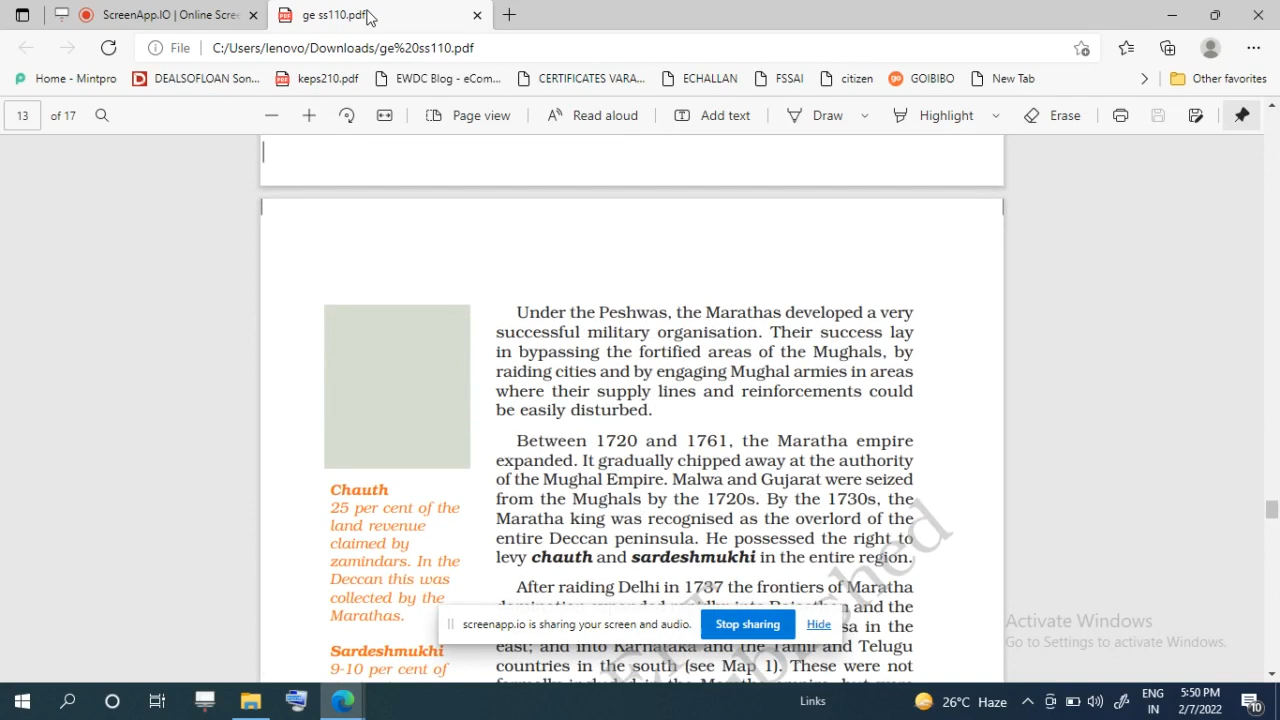 ScreenApp.IO | Online Scree
ge ss110.pdf
File
C:/Users/lenovo/Downloads/ge%20ss110.pdf
Home - Mintpro
DEALSOFLOAN Son...
keps210.pdf
EWDC Blog - eCom...
CERTIFICATES VARA...
ECHALLAN
FSSAI
citizen
GOIBIBO
New Tab
Other favorites
13 of 17
Page view
Read aloud
Add text
Draw
Highlight
Erase
Under the Peshwas, the Marathas developed a very
successful military organisation. Their success lay
in bypassing the fortified areas of the Mughals, by
raiding cities and by engaging Mughal armies in areas
where their supply lines and reinforcements could
be easily disturbed.
Between 1720 and 1761, the Maratha empire
expanded. It gradually chipped away at the authority
of the Mughal Empire. Malwa and Gujarat were seized
from the Mughals by the 1720s. By the 1730s, the
Maratha king was recognised as the overlord of the
entire Deccan peninsula. He possessed the right to
levy chauth and sardeshmukhi in the entire region.
After raiding Delhi in 1737 the frontiers of Maratha
and the
in the
east; and into Karnataka and the Tamil and Telugu
countries in the south (see Map 1). These were not
Chauth
25 per cent of the
land revenue
claimed by
zamindars. In the
Deccan this was
collected by the
Marathas.
Sardeshmukhi
9-10 per cent of
screenapp.io is sharing your screen and audio.
Stop sharing
Hide
Activate Windows
Go to Settings to activate Windows.
Links
26°C Haze
ENG
IN
5:50 PM
2/7/2022
10